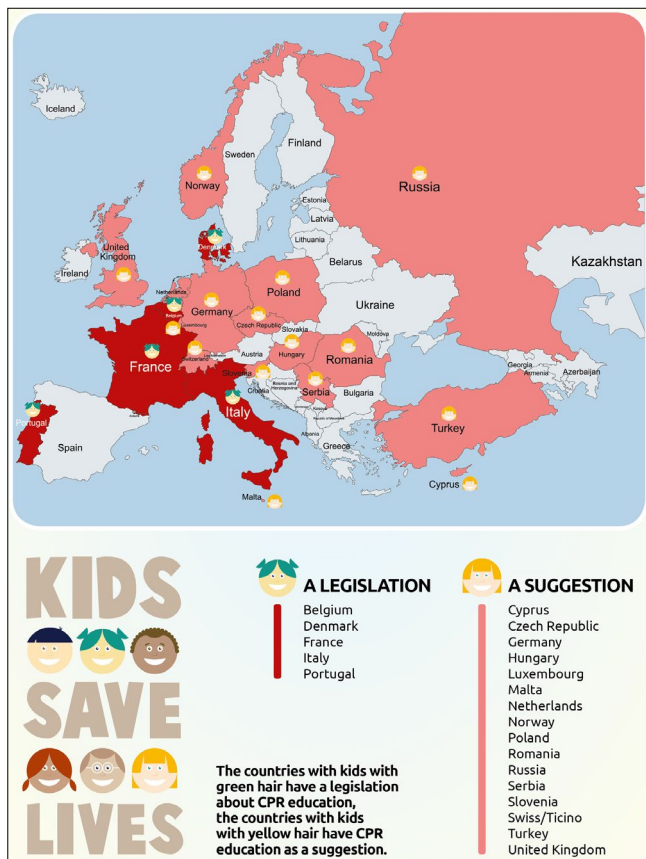 Iceland
Sweden
Finland
Norway
Russia
Estonia
Latvia
Lithuania
Denmark
United
Kingdom
Ireland
Netherlands
Belarus
Kazakhstan
Poland
Germany
Belgium
Luxembourg
Czech Republic
Ukraine
Slovakia
Moldova
Switzerland
Austria
Hungary
Romania
France
Slovenia
Croatia
Bosnia and
Herzegovina
Serbia
Georgia
Armenia
Azerbaijan
Italy
Kosovo
Bulgaria
Portugal
Spain
Albania
Greece
Turkey
Malta
Cyprus
KIDS
SAVE
LIVES
A LEGISLATION
Belgium
Denmark
France
Italy
Portugal
A SUGGESTION
Cyprus
Czech Republic
Germany
Hungary
Luxembourg
Malta
Netherlands
Norway
Poland
Romania
Russia
Serbia
Slovenia
Swiss/Ticino
Turkey
United Kingdom
The countries with kids with
green hair have a legislation
about CPR education,
the countries with kids
with yellow hair have CPR
education as a suggestion.